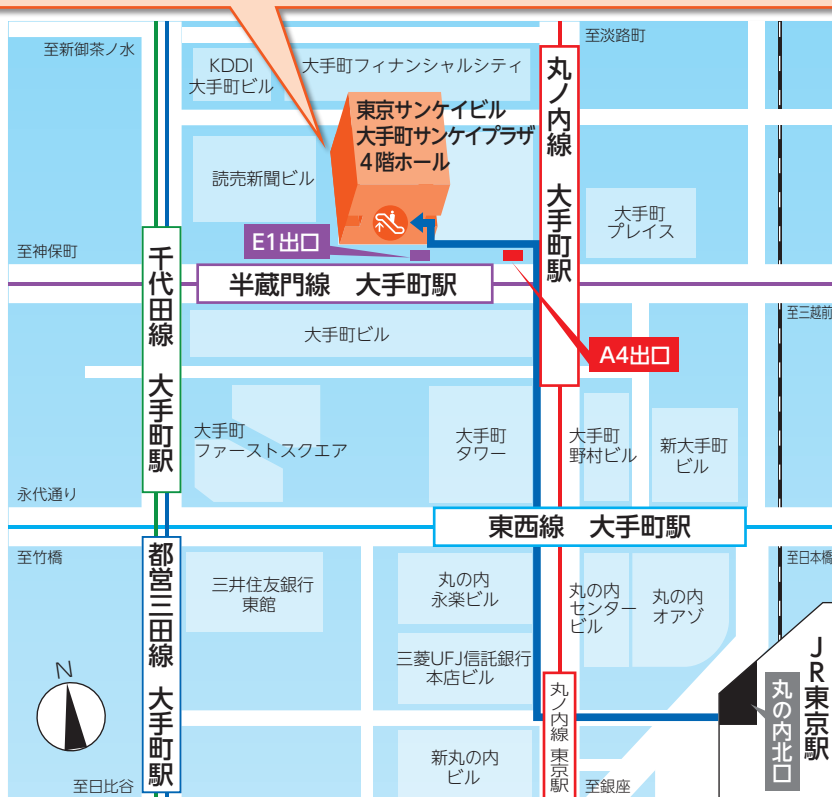 至新御茶ノ水
至淡路町
KDDI
大手町ビル
大手町フィナンシャルシティ
丸ノ内線 大手町駅
東京サンケイビル
大手町サンケイプラザ
4階ホール
読売新聞ビル
大手町
プレイス
E1出口
至神保町
千代田線 大手町駅
半蔵門線 大手町駅
至三越前
大手町ビル
A4出口
大手町
ファーストスクエア
大手町
タワー
大手町
野村ビル
新大手町
ビル
永代通り
東西線 大手町駅
至竹橋
至日本橋
都営三田線 大手町駅
三井住友銀行
東館
丸の内
永楽ビル
丸の内
センター
ビル
丸の内
オアゾ
三菱UFJ信託銀行
本店ビル
JR東京駅
丸の内北口
N
丸ノ内線 東京駅
新丸の内
ビル
至日比谷
至銀座